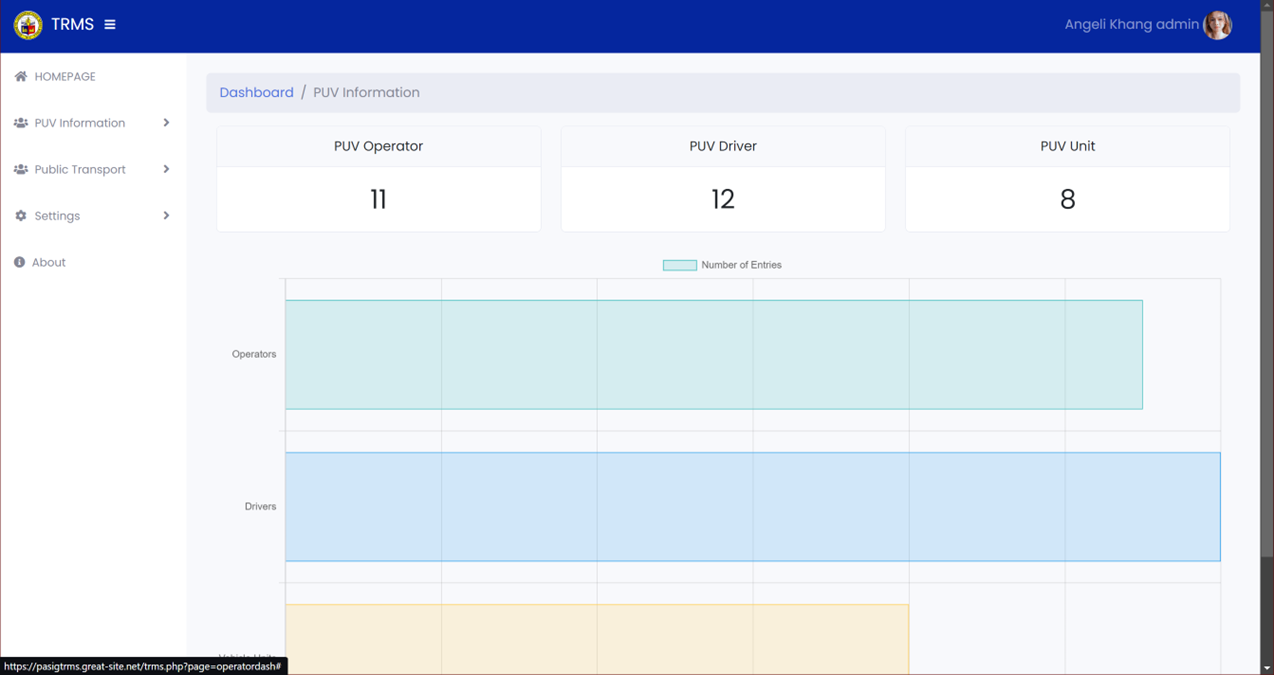 TRMS
Angeli Khang admin
HOMEPAGE
PUV Information
Public Transport
Settings
About
Dashboard / PUV Information
PUV Operator
11
PUV Driver
12
PUV Unit
8
Number of Entries
Operators
Drivers
Vehicle Units
https://pasigtrms.great-site.net/trms.php?page=operatordash#